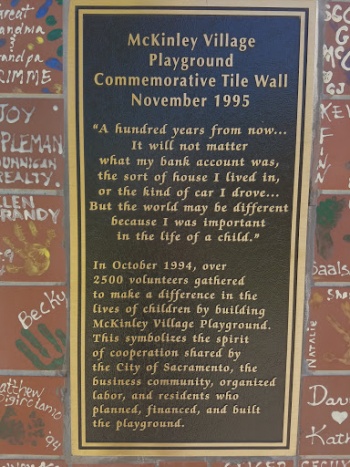 McKinley Village
Playground
Commemorative Tile Wall
November 1995
"A hundred years from now...
It will not matter
what my bank account was,
the sort of house I lived in,
or the kind of car I drove...
But the world may be different
because I was important
in the life of a child."
In October 1994, over
2500 volunteers gathered
to make a difference in the
lives of children by building
McKinley Village Playground.
This symbolizes the spirit
of cooperation shared by
the City of Sacramento, the
business community, organized
labor, and residents who
planned, financed, and built
the playground.
JOY
PLEMAN
DUNNIGAN
REALTY.
LLEN
RANDY
Becky
'94
Natalie